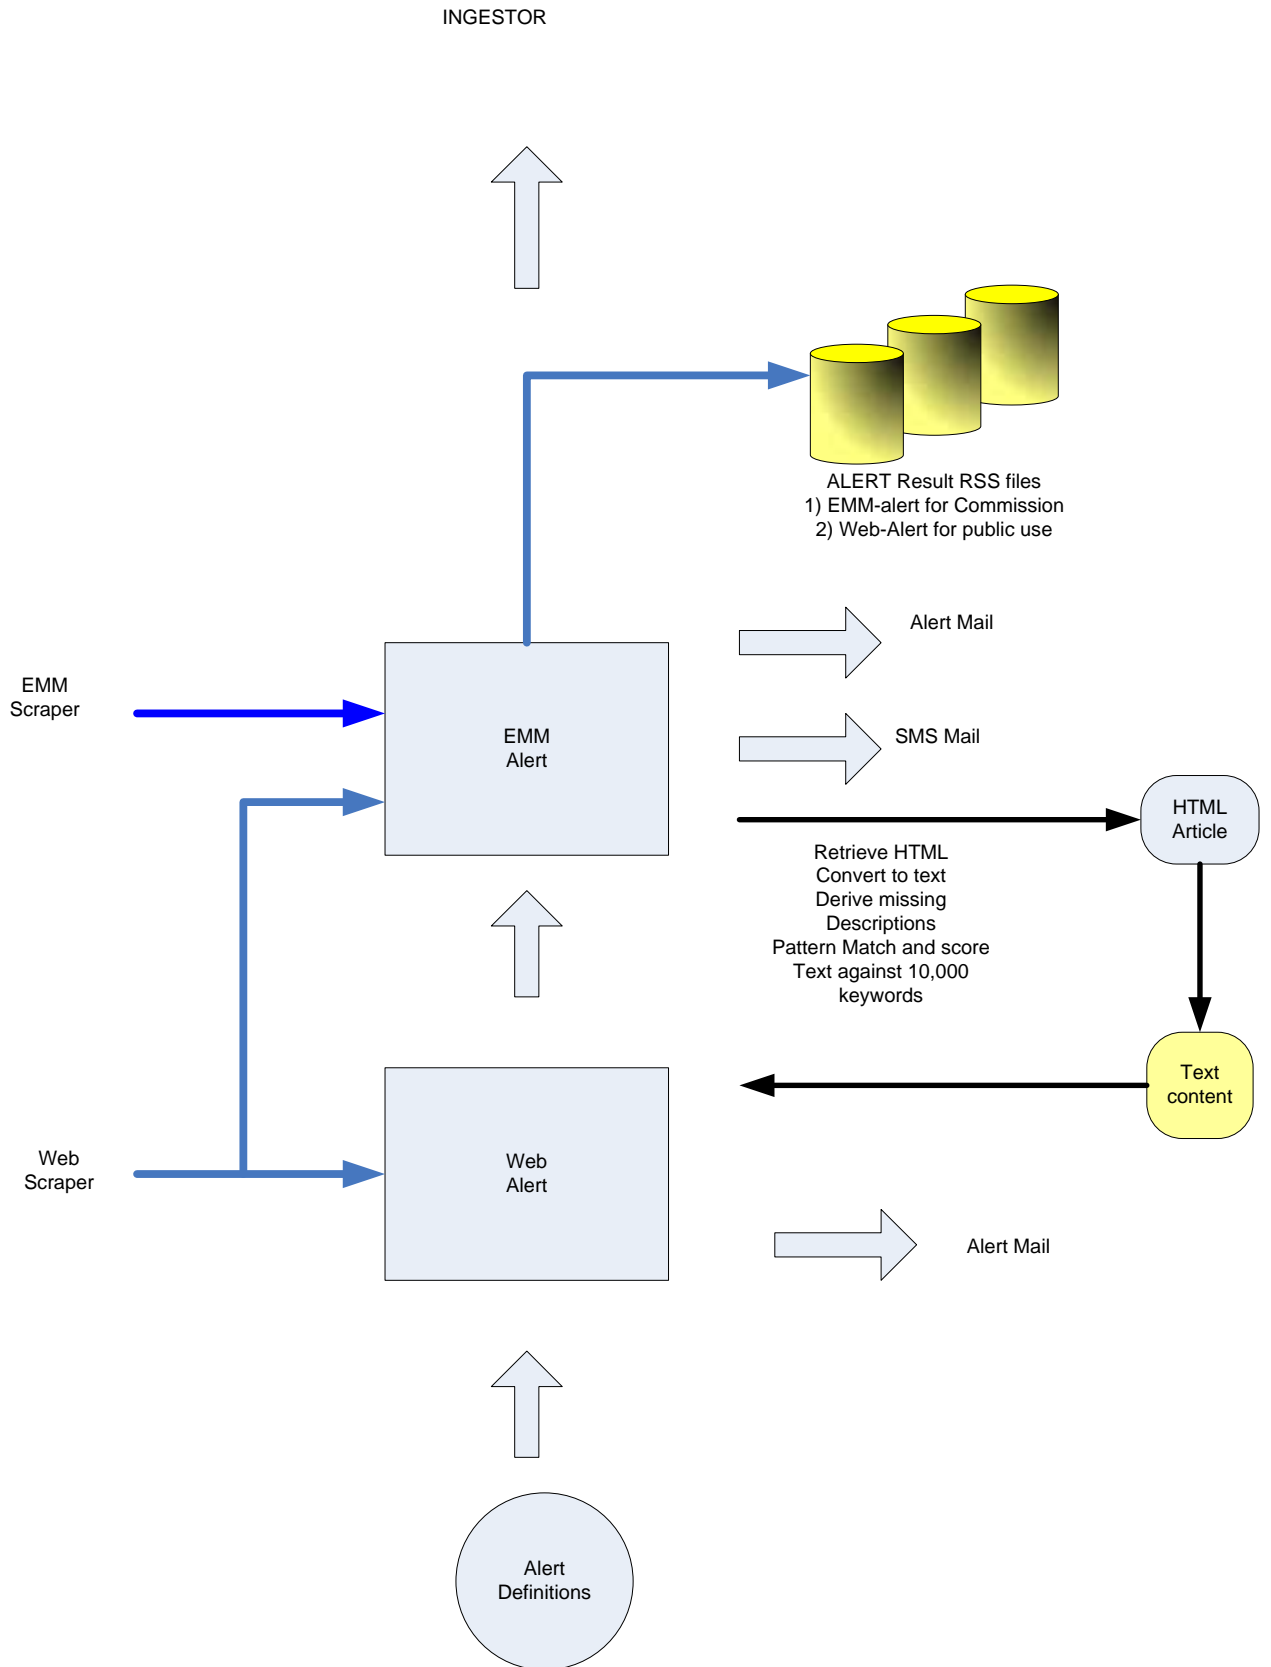 INGESTOR
ALERT Result RSS files
1) EMM-alert for Commission
2) Web-Alert for public use
Alert Mail
EMM
Scraper
EMM
Alert
SMS Mail
HTML
Article
Retrieve HTML
Convert to text
Derive missing
Descriptions
Pattern Match and score
Text against 10,000
keywords
Text
content
Web
Scraper
Web
Alert
Alert Mail
Alert
Definitions